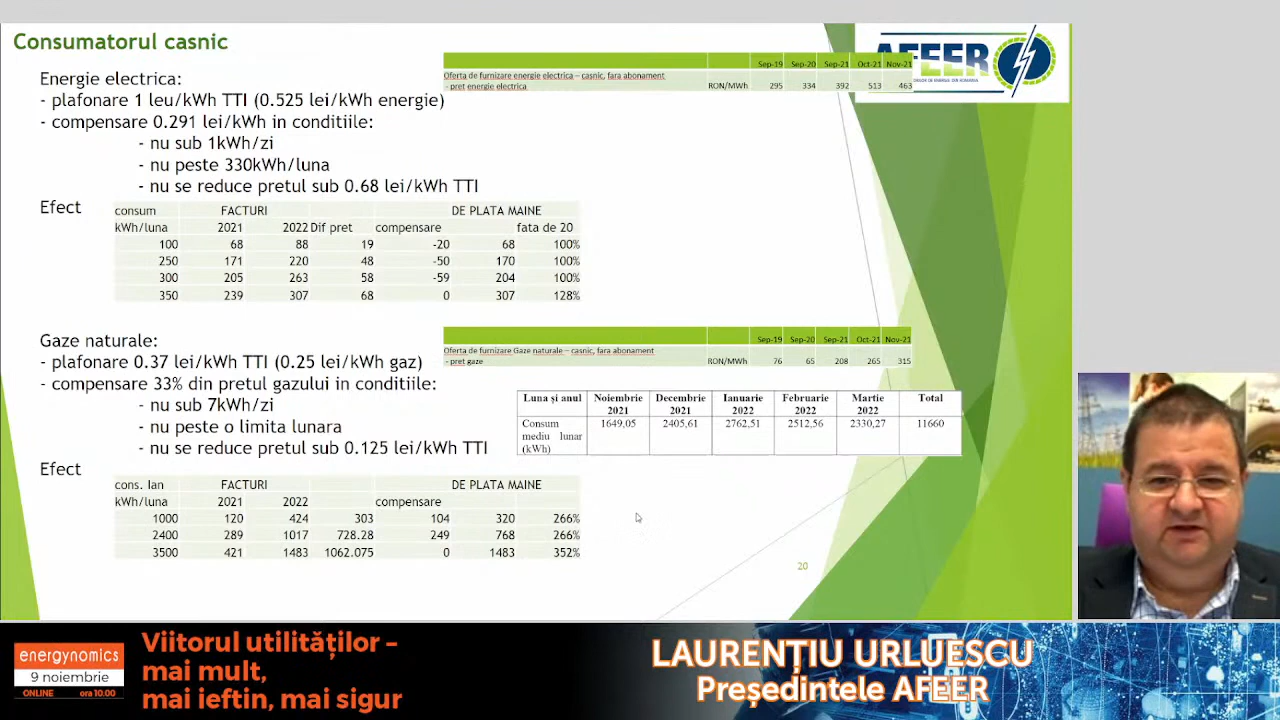 Consumatorul casnic
AFEER
Energie electrica:
- plafonare 1 leu/kWh TTI (0.525 lei/kWh energie)
- compensare 0.291 lei/kWh in conditiile:
- nu sub 1kWh/zi
- nu peste 330kWh/luna
- nu se reduce pretul sub 0.68 lei/kWh TTI
Sep-19 Sep-20 Sep-21 Oct-21 Nov-21
Oferta de furnizare energie electrica – casnic, fara abonament
- pret energie electrica RON/MWh 295 334 392 513 463
Efect
consum FACTURI DE PLATA MAINE
kWh/luna 2021 2022 Dif pret compensare fata de 20
100 68 88 19 -20 68 100%
250 171 220 48 -50 170 100%
300 205 263 58 -59 204 100%
350 239 307 68 0 307 128%
Gaze naturale:
- plafonare 0.37 lei/kWh TTI (0.25 lei/kWh gaz)
- compensare 33% din pretul gazului in conditiile:
- nu sub 7kWh/zi
- nu peste o limita lunara
- nu se reduce pretul sub 0.125 lei/kWh TTI
Sep-19 Sep-20 Sep-21 Oct-21 Nov-21
Oferta de furnizare Gaze naturale – casnic, fara abonament
- pret gaze RON/MWh 76 65 208 265 315
Luna și anul Noiembrie 2021 Decembrie 2021 Ianuarie 2022 Februarie 2022 Martie 2022 Total
Consum mediu lunar (kWh) 1649,05 2405,61 2762,51 2512,56 2330,27 11660
Efect
cons. Ian FACTURI DE PLATA MAINE
kWh/luna 2021 2022 compensare
1000 120 424 303 104 320 266%
2400 289 1017 728.28 249 768 266%
3500 421 1483 1062.075 0 1483 352%
20
energynomics
9 noiembrie
ONLINE ora 10.00
Viitorul utilităților –
mai mult,
mai ieftin, mai sigur
LAURENȚIU URLUESCU
Președintele AFEER